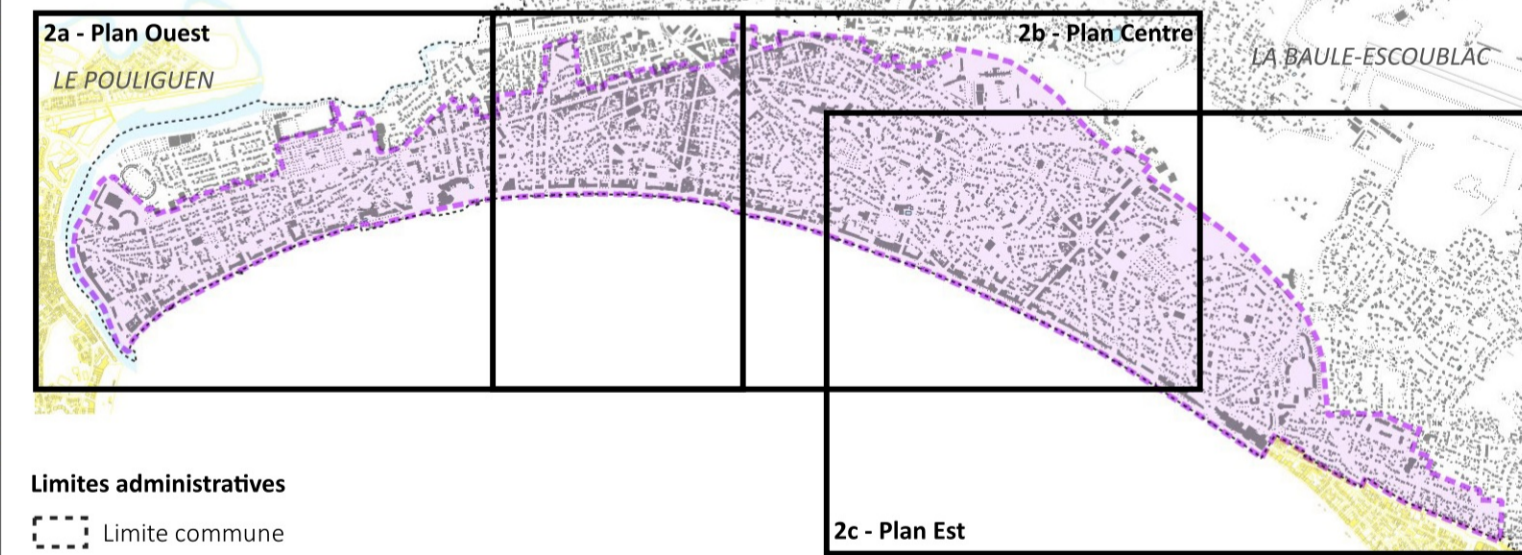 2a - Plan Ouest
LE POULIGUEN
2b - Plan Centre
LA BAULE-ESCOUBLAC
Limites administratives
Limite commune
2c - Plan Est